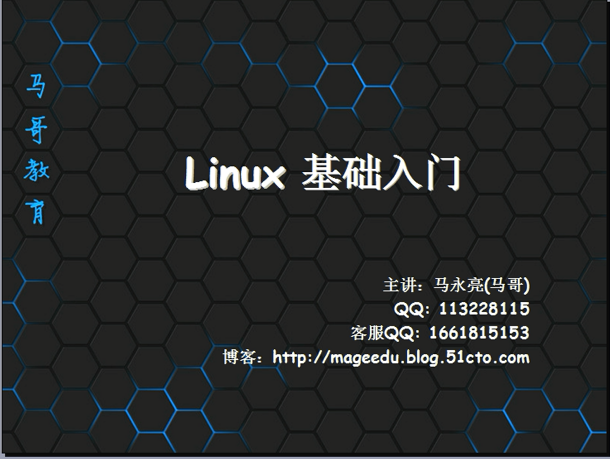 马哥教育
Linux 基础入门
主讲：马永亮(马哥)
QQ: 113228115
客服QQ: 1661815153
博客：http://mageedu.blog.51cto.com